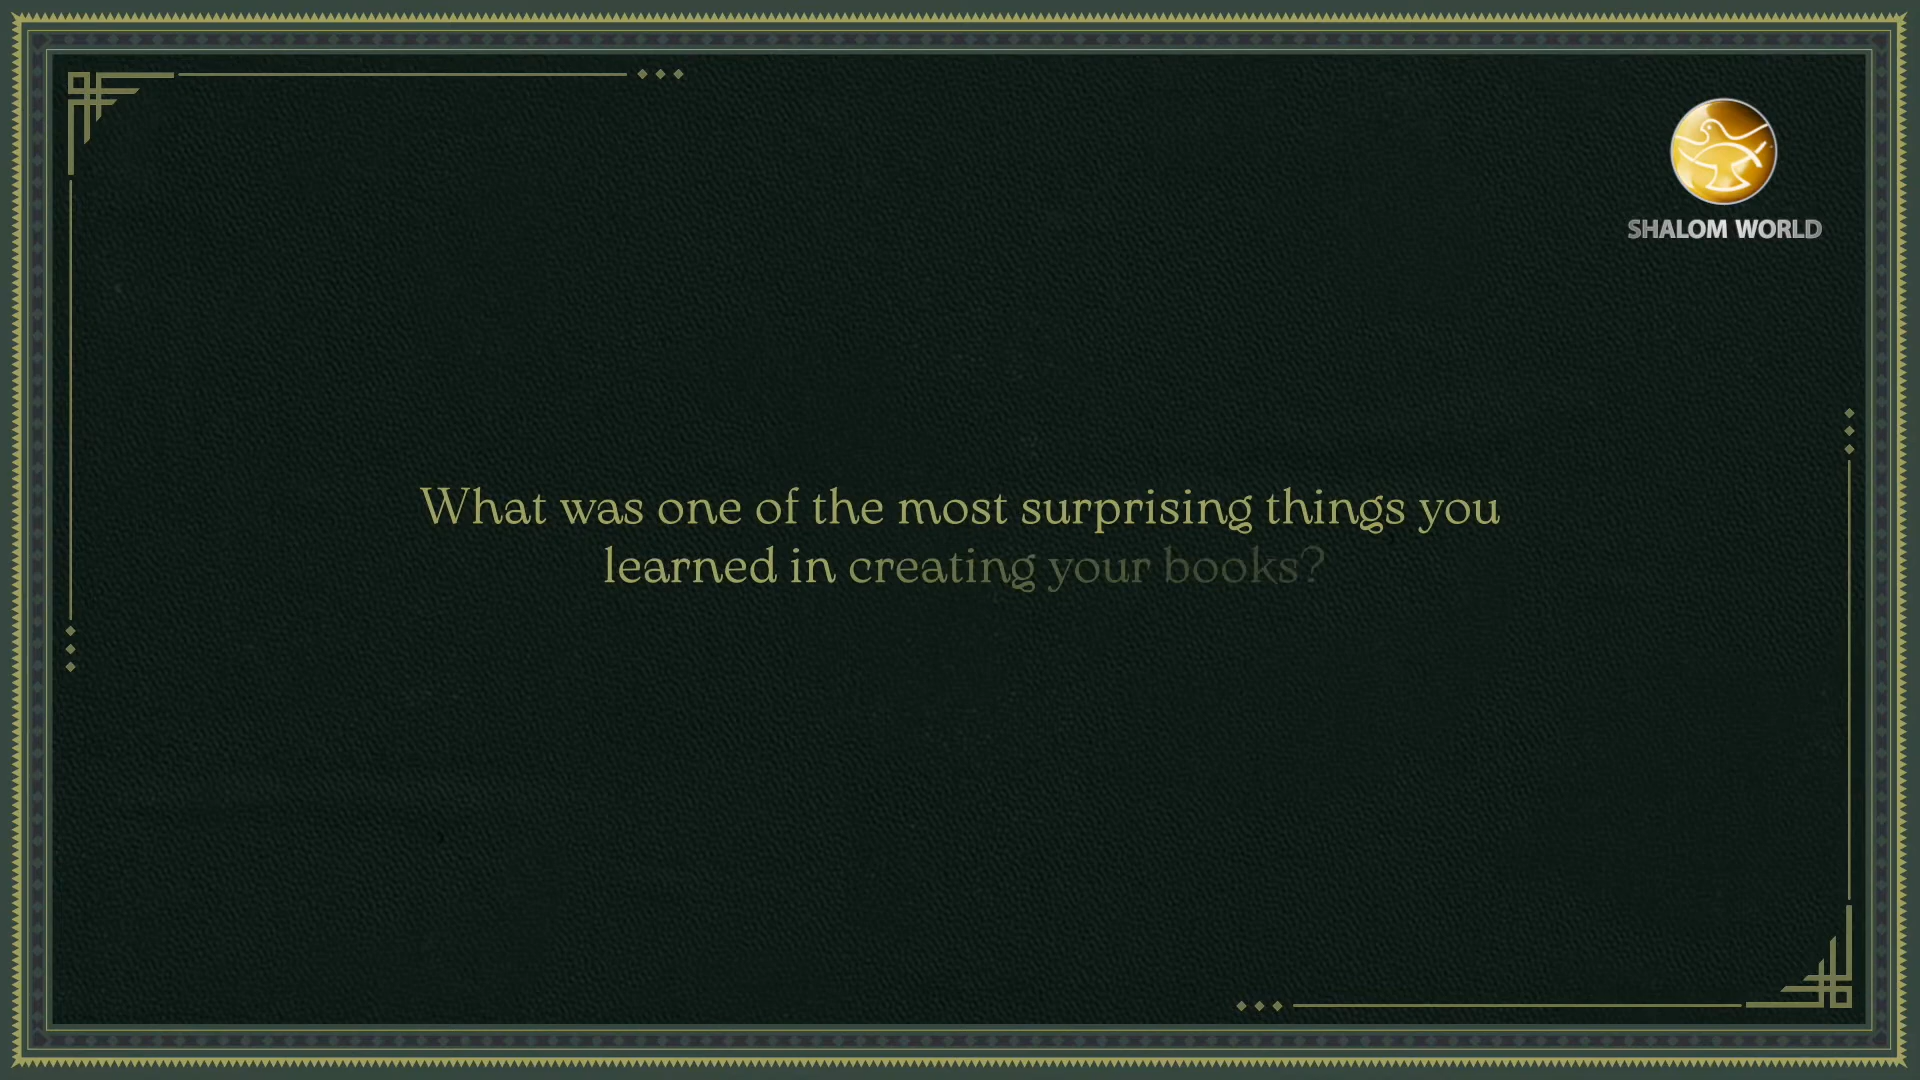 SHALOM WORLD
What was one of the most surprising things you
learned in creating your books?